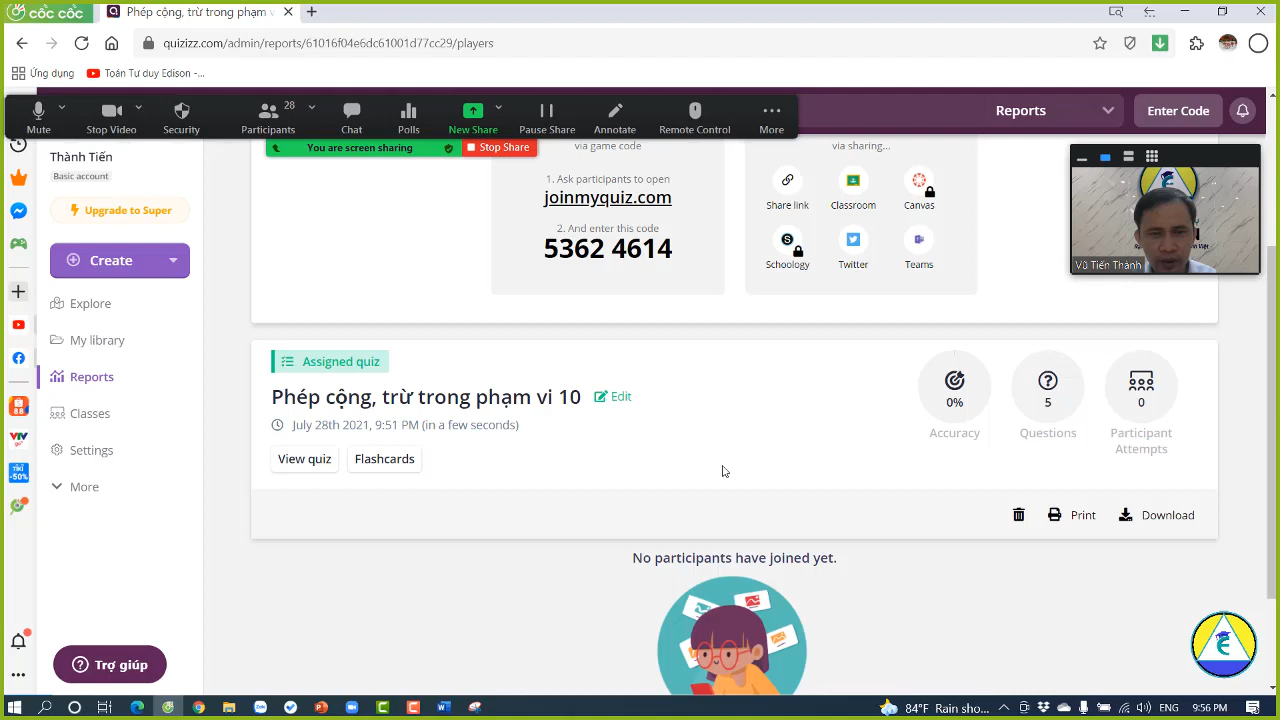 cốc cốc
Phép cộng, trừ trong phạm v
quizizz.com/admin/reports/61016f04e6dc61001d77cc29/players
Ứng dụng
Toán Tư duy Edison -...
Mute
Stop Video
Security
28
Participants
Chat
Polls
New Share
Pause Share
Annotate
Remote Control
More
Reports
Enter Code
You are screen sharing
Stop Share
Thành Tiến
Basic account
Upgrade to Super
Create
Explore
My library
Reports
Classes
Settings
More
Trợ giúp
via game code
1. Ask participants to open
joinmyquiz.com
2. And enter this code
5362 4614
via sharing...
Share link
Classroom
Canvas
Schoology
Twitter
Teams
Vũ Tiến Thành
Assigned quiz
Phép cộng, trừ trong phạm vi 10
Edit
July 28th 2021, 9:51 PM (in a few seconds)
View quiz
Flashcards
0%
Accuracy
5
Questions
0
Participant
Attempts
Print
Download
No participants have joined yet.
84°F Rain sho...
ENG
9:56 PM